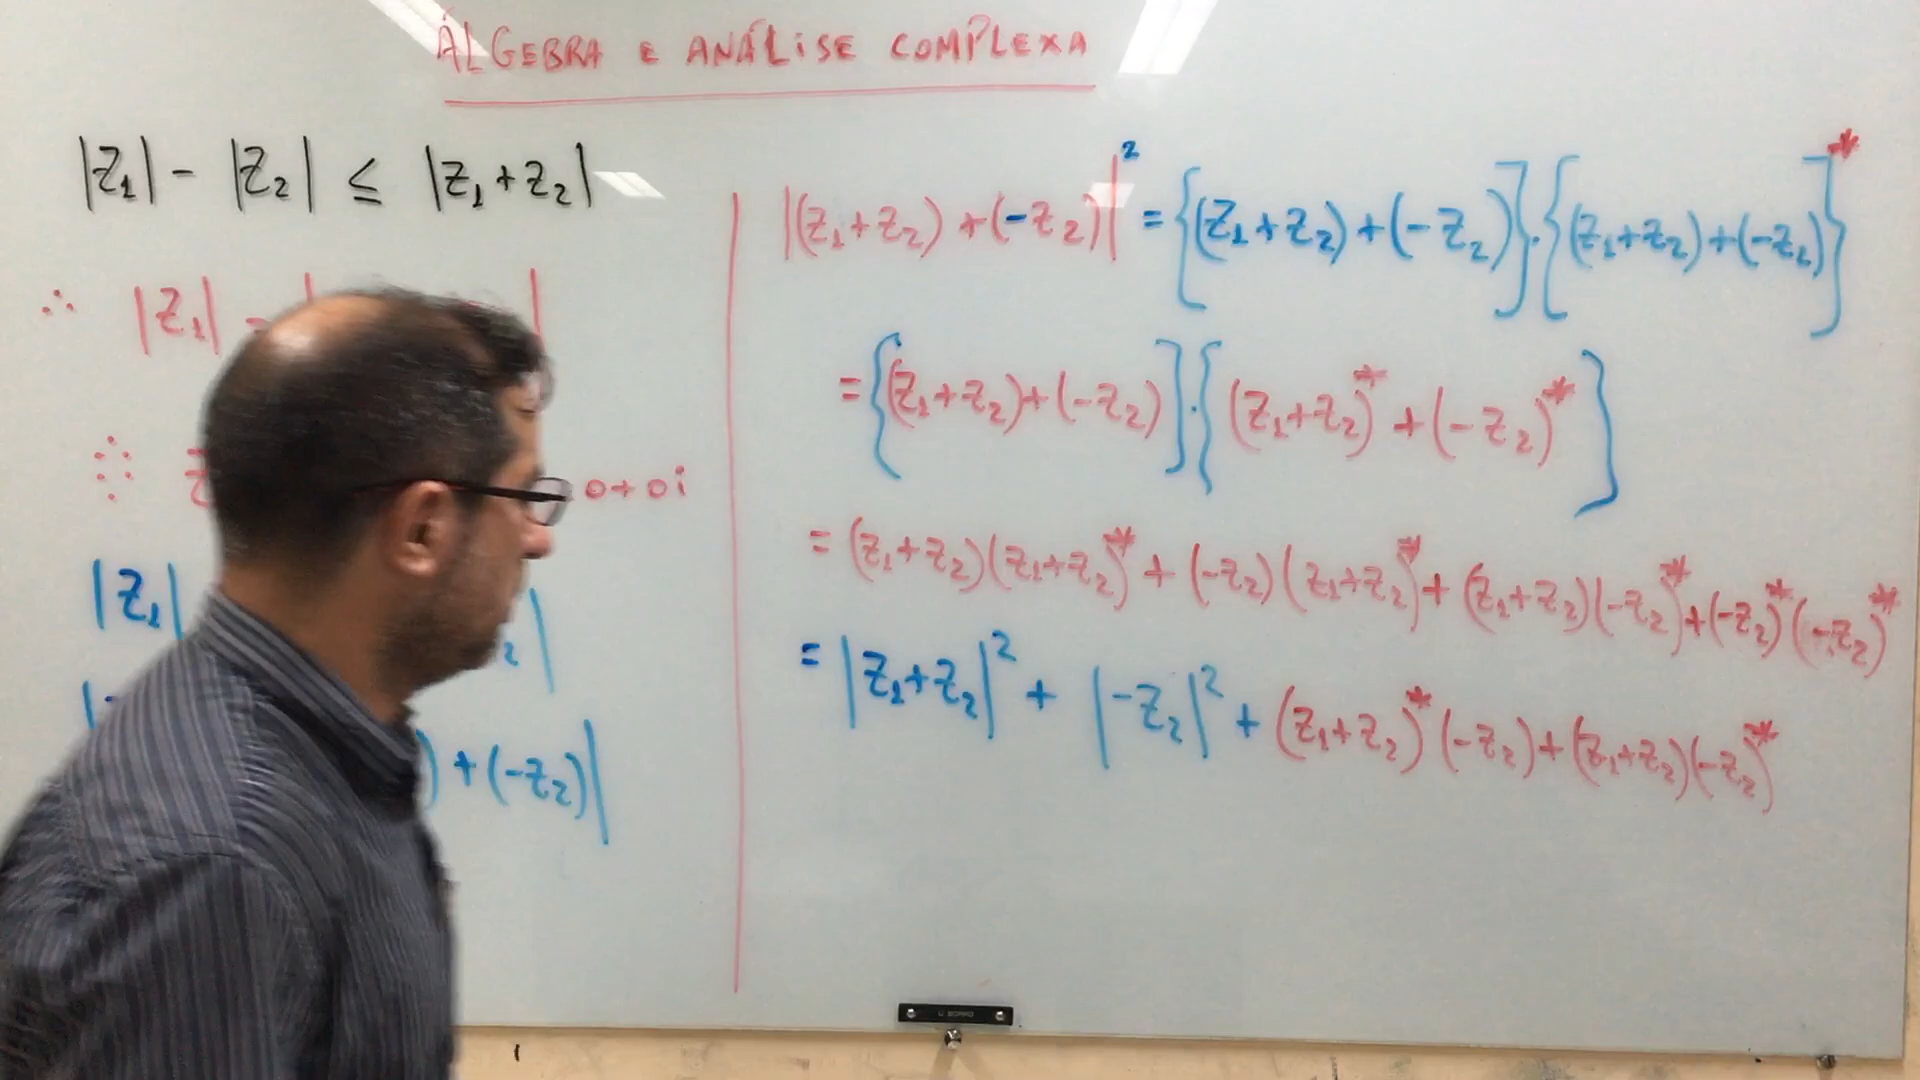 ÁLGEBRA E ANÁLISE COMPLEXA
|Z₁| - |Z₂| ≤ |Z₁+Z₂|
∴ |Z₁|
0+0i
|Z₁|
₂|
+(-Z₂)|
|(Z₁+Z₂)+(-Z₂)|² = {(Z₁+Z₂)+(-Z₂)}·{(Z₁+Z₂)+(-Z₂)}*
= {(Z₁+Z₂)+(-Z₂)}·{(Z₁+Z₂)*+(-Z₂)*}
= (Z₁+Z₂)(Z₁+Z₂)* + (-Z₂)(Z₁+Z₂)* + (Z₁+Z₂)(-Z₂)* + (-Z₂)*(-Z₂)*
= |Z₁+Z₂|² + |-Z₂|² + (Z₁+Z₂)*(-Z₂) + (Z₁+Z₂)(-Z₂)*